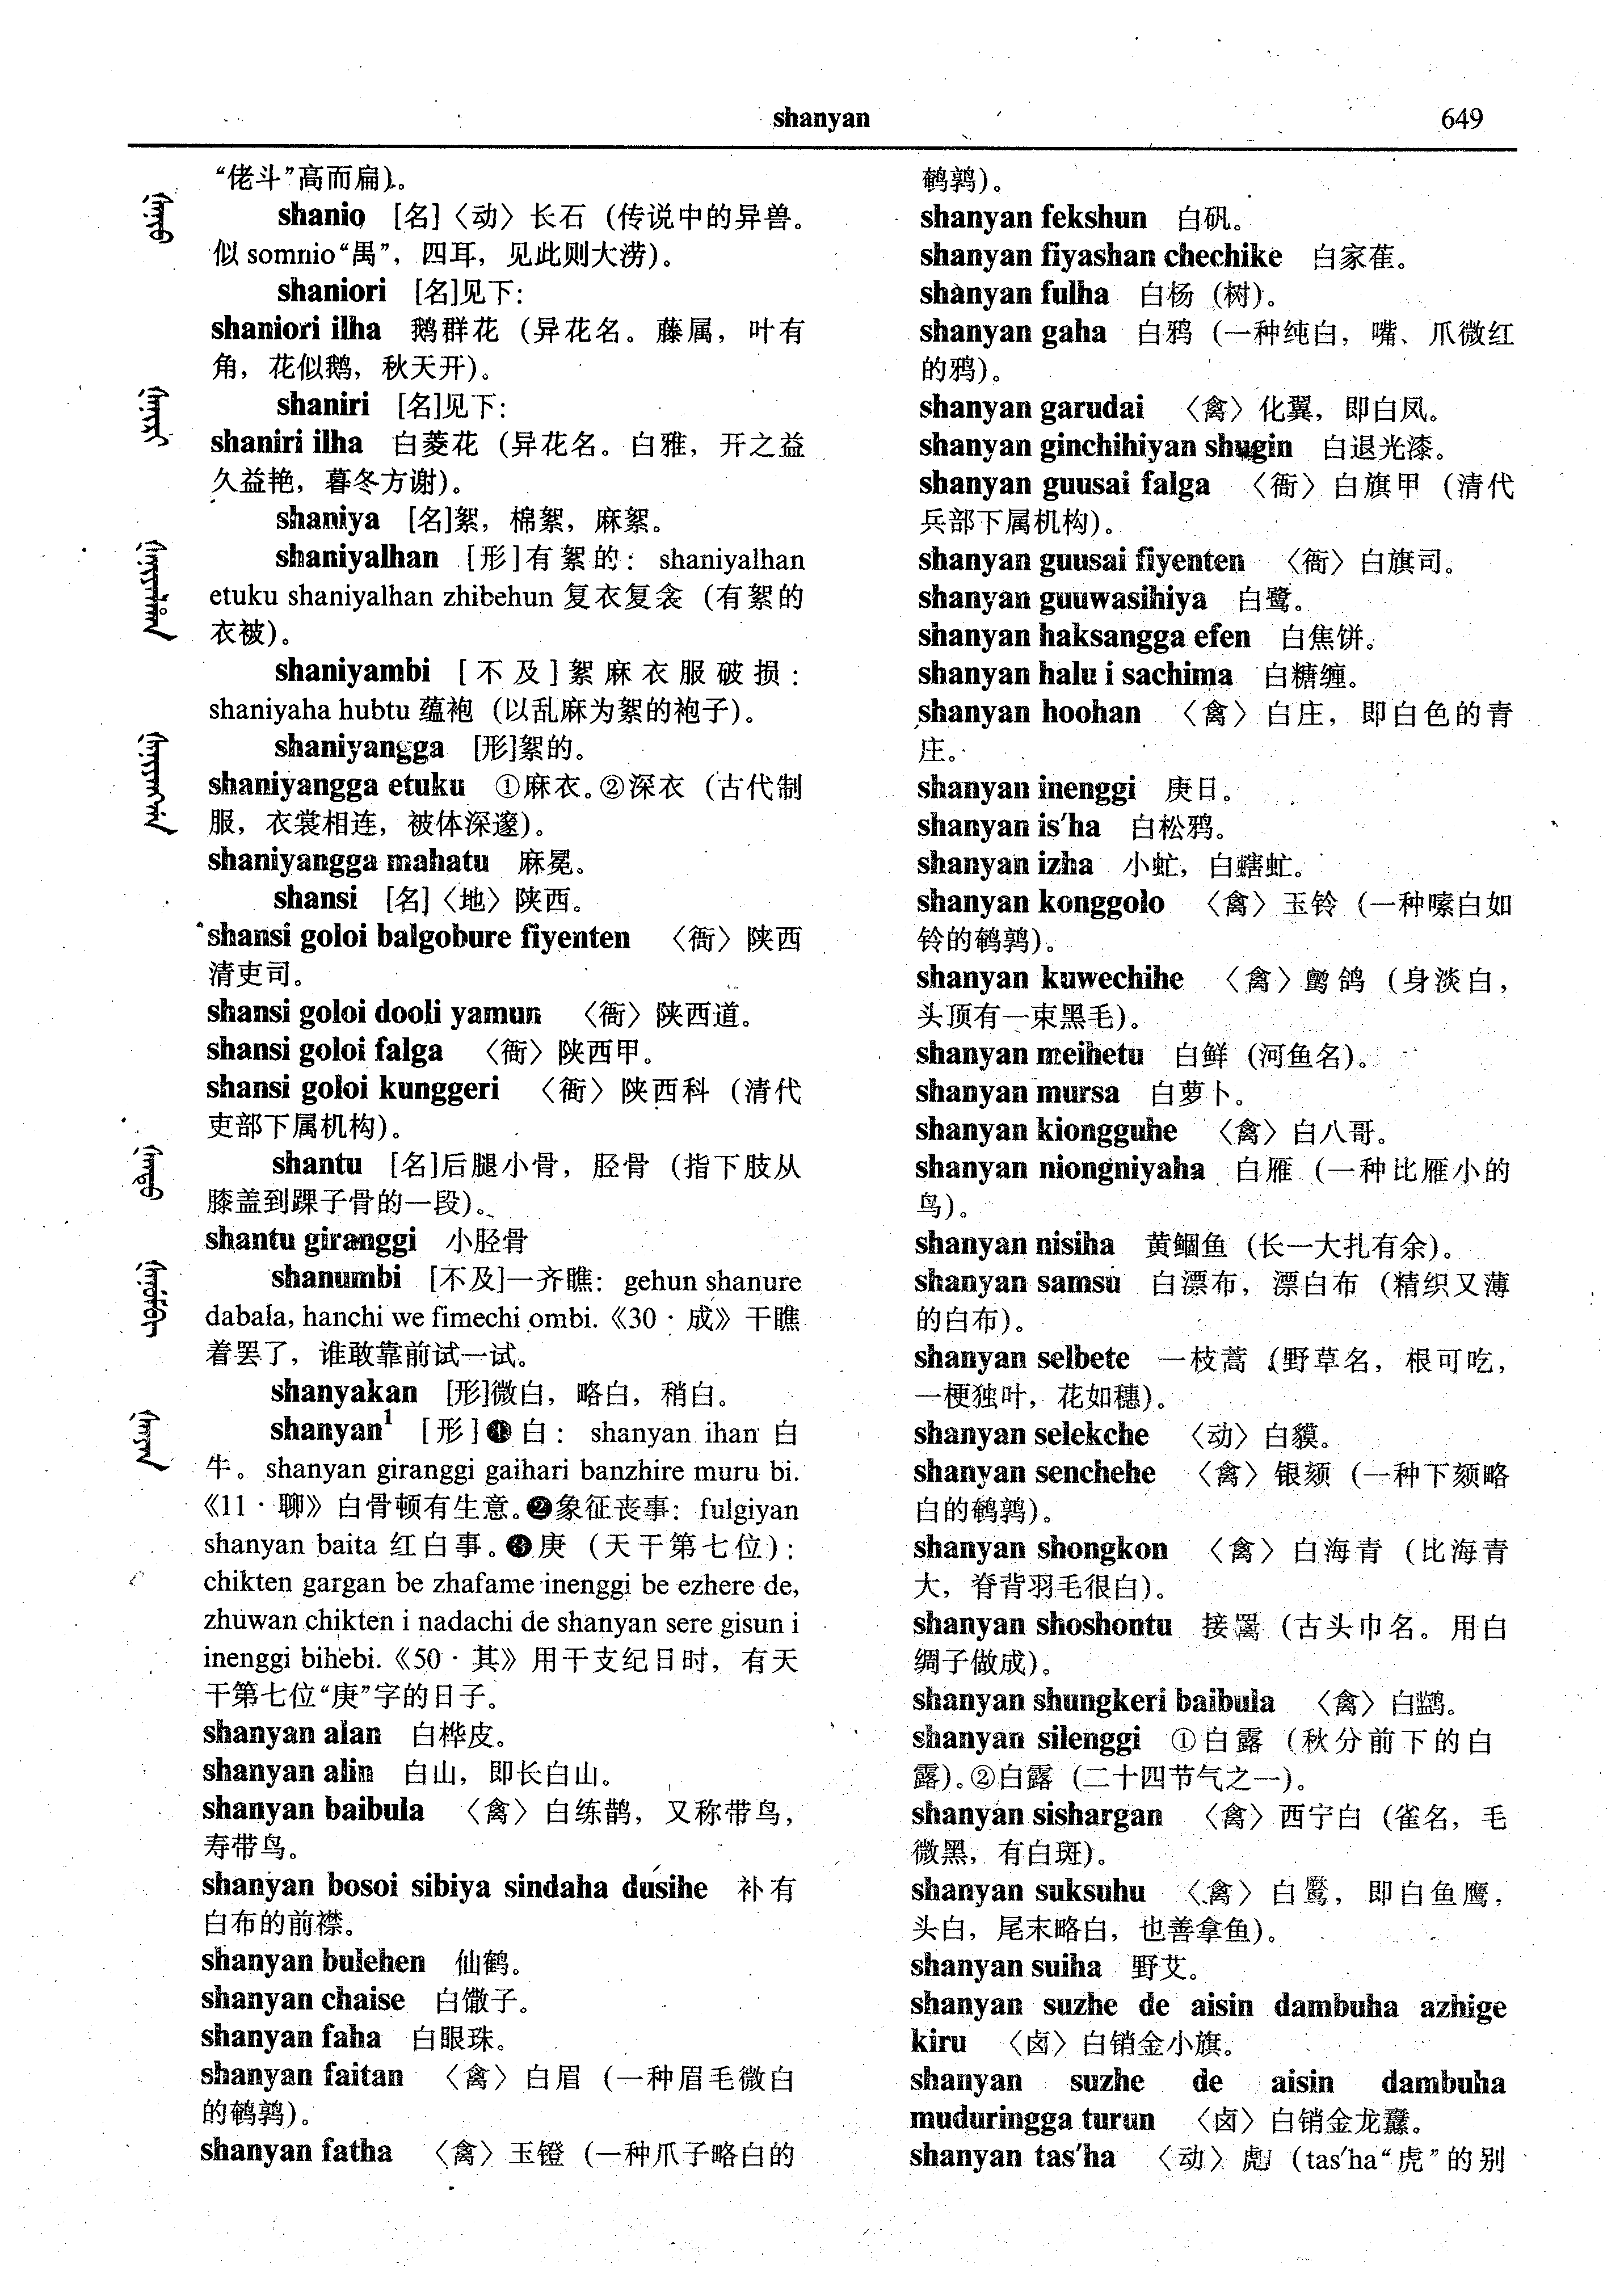 shanyan
649
“佬斗”高而扁)。
shanio [名]〈动〉长石 (传说中的异兽。
似 somnio“禺”, 四耳, 见此则大涝)。
shaniori [名]见下:
shaniori ilha 鹅群花 (异花名。藤属, 叶有
角, 花似鹅, 秋天开)。
shaniri [名]见下:
shaniri ilha 白菱花 (异花名。白雅, 开之益
久益艳, 暮冬方谢)。
shaniya [名]絮, 棉絮, 麻絮。
shaniyalhan [形]有絮的: shaniyalhan
etuku shaniyalhan zhibehun 复衣复衾 (有絮的
衣被)。
shaniyambi [不及]絮麻衣服破损:
shaniyaha hubtu 蕴袍 (以乱麻为絮的袍子)。
shaniyangga [形]絮的。
shaniyangga etuku ①麻衣。②深衣 (古代制
服, 衣裳相连, 被体深邃)。
shaniyangga mahatu 麻冕。
shansi [名]〈地〉陕西。
shansi goloi balgobure fiyenten 〈衙〉陕西
清吏司。
shansi goloi dooli yamun 〈衙〉陕西道。
shansi goloi falga 〈衙〉陕西甲。
shansi goloi kunggeri 〈衙〉陕西科 (清代
吏部下属机构)。
shantu [名]后腿小骨, 胫骨 (指下肢从
膝盖到踝子骨的一段)。
shantu giranggi 小胫骨
shanumbi [不及]一齐瞧: gehun shanure
dabala, hanchi we fimechi ombi.《30·成》干瞧
着罢了, 谁敢靠前试一试。
shanyakan [形]微白, 略白, 稍白。
shanyan¹ [形]❶白: shanyan ihan 白
牛。shanyan giranggi gaihari banzhire muru bi.
《11·聊》白骨顿有生意。❷象征丧事: fulgiyan
shanyan baita 红白事。❸庚 (天干第七位):
chikten gargan be zhafame inenggi be ezhere de,
zhuwan chikten i nadachi de shanyan sere gisun i
inenggi bihebi.《50·其》用干支纪日时, 有天
干第七位“庚”字的日子。
shanyan alan 白桦皮。
shanyan alin 白山, 即长白山。
shanyan baibula 〈禽〉白练鹊, 又称带鸟,
寿带鸟。
shanyan bosoi sibiya sindaha dusihe 补有
白布的前襟。
shanyan bulehen 仙鹤。
shanyan chaise 白馓子。
shanyan faha 白眼珠。
shanyan faitan 〈禽〉白眉 (一种眉毛微白
的鹌鹑)。
shanyan fatha 〈禽〉玉镫 (一种爪子略白的
鹌鹑)。
shanyan fekshun 白矾。
shanyan fiyashan chechike 白家萑。
shanyan fulha 白杨 (树)。
shanyan gaha 白鸦 (一种纯白, 嘴、爪微红
的鸦)。
shanyan garudai 〈禽〉化翼, 即白凤。
shanyan ginchihiyan shugin 白退光漆。
shanyan guusai falga 〈衙〉白旗甲 (清代
兵部下属机构)。
shanyan guusai fiyenten 〈衙〉白旗司。
shanyan guuwasihiya 白鹭。
shanyan haksangga efen 白焦饼。
shanyan halu i sachima 白糖缠。
shanyan hoohan 〈禽〉白庄, 即白色的青
庄。
shanyan inenggi 庚日。
shanyan is'ha 白松鸦。
shanyan izha 小虻, 白螛虻。
shanyan konggolo 〈禽〉玉铃 (一种嗉白如
铃的鹌鹑)。
shanyan kuwechihe 〈禽〉鹦鸽 (身淡白,
头顶有一束黑毛)。
shanyan meihetu 白鲜 (河鱼名)。
shanyan mursa 白萝卜。
shanyan kiongguhe 〈禽〉白八哥。
shanyan niongniyaha 白雁 (一种比雁小的
鸟)。
shanyan nisiha 黄鲴鱼 (长一大扎有余)。
shanyan samsu 白漂布, 漂白布 (精织又薄
的白布)。
shanyan selbete 一枝蒿 (野草名, 根可吃,
一梗独叶, 花如穗)。
shanyan selekche 〈动〉白貘。
shanyan senchehe 〈禽〉银颏 (一种下颏略
白的鹌鹑)。
shanyan shongkon 〈禽〉白海青 (比海青
大, 脊背羽毛很白)。
shanyan shoshontu 接䍦 (古头巾名。用白
绸子做成)。
shanyan shungkeri baibula 〈禽〉白鹇。
shanyan silenggi ①白露 (秋分前下的白
露)。②白露 (二十四节气之一)。
shanyan sishargan 〈禽〉西宁白 (雀名, 毛
微黑, 有白斑)。
shanyan suksuhu 〈禽〉白鷖, 即白鱼鹰,
头白, 尾末略白, 也善拿鱼)。
shanyan suiha 野艾。
shanyan suzhe de aisin dambuha azhige
kiru 〈卤〉白销金小旗。
shanyan suzhe de aisin dambuha
muduringga turun 〈卤〉白销金龙纛。
shanyan tas'ha 〈动〉彪 (tas'ha“虎”的别